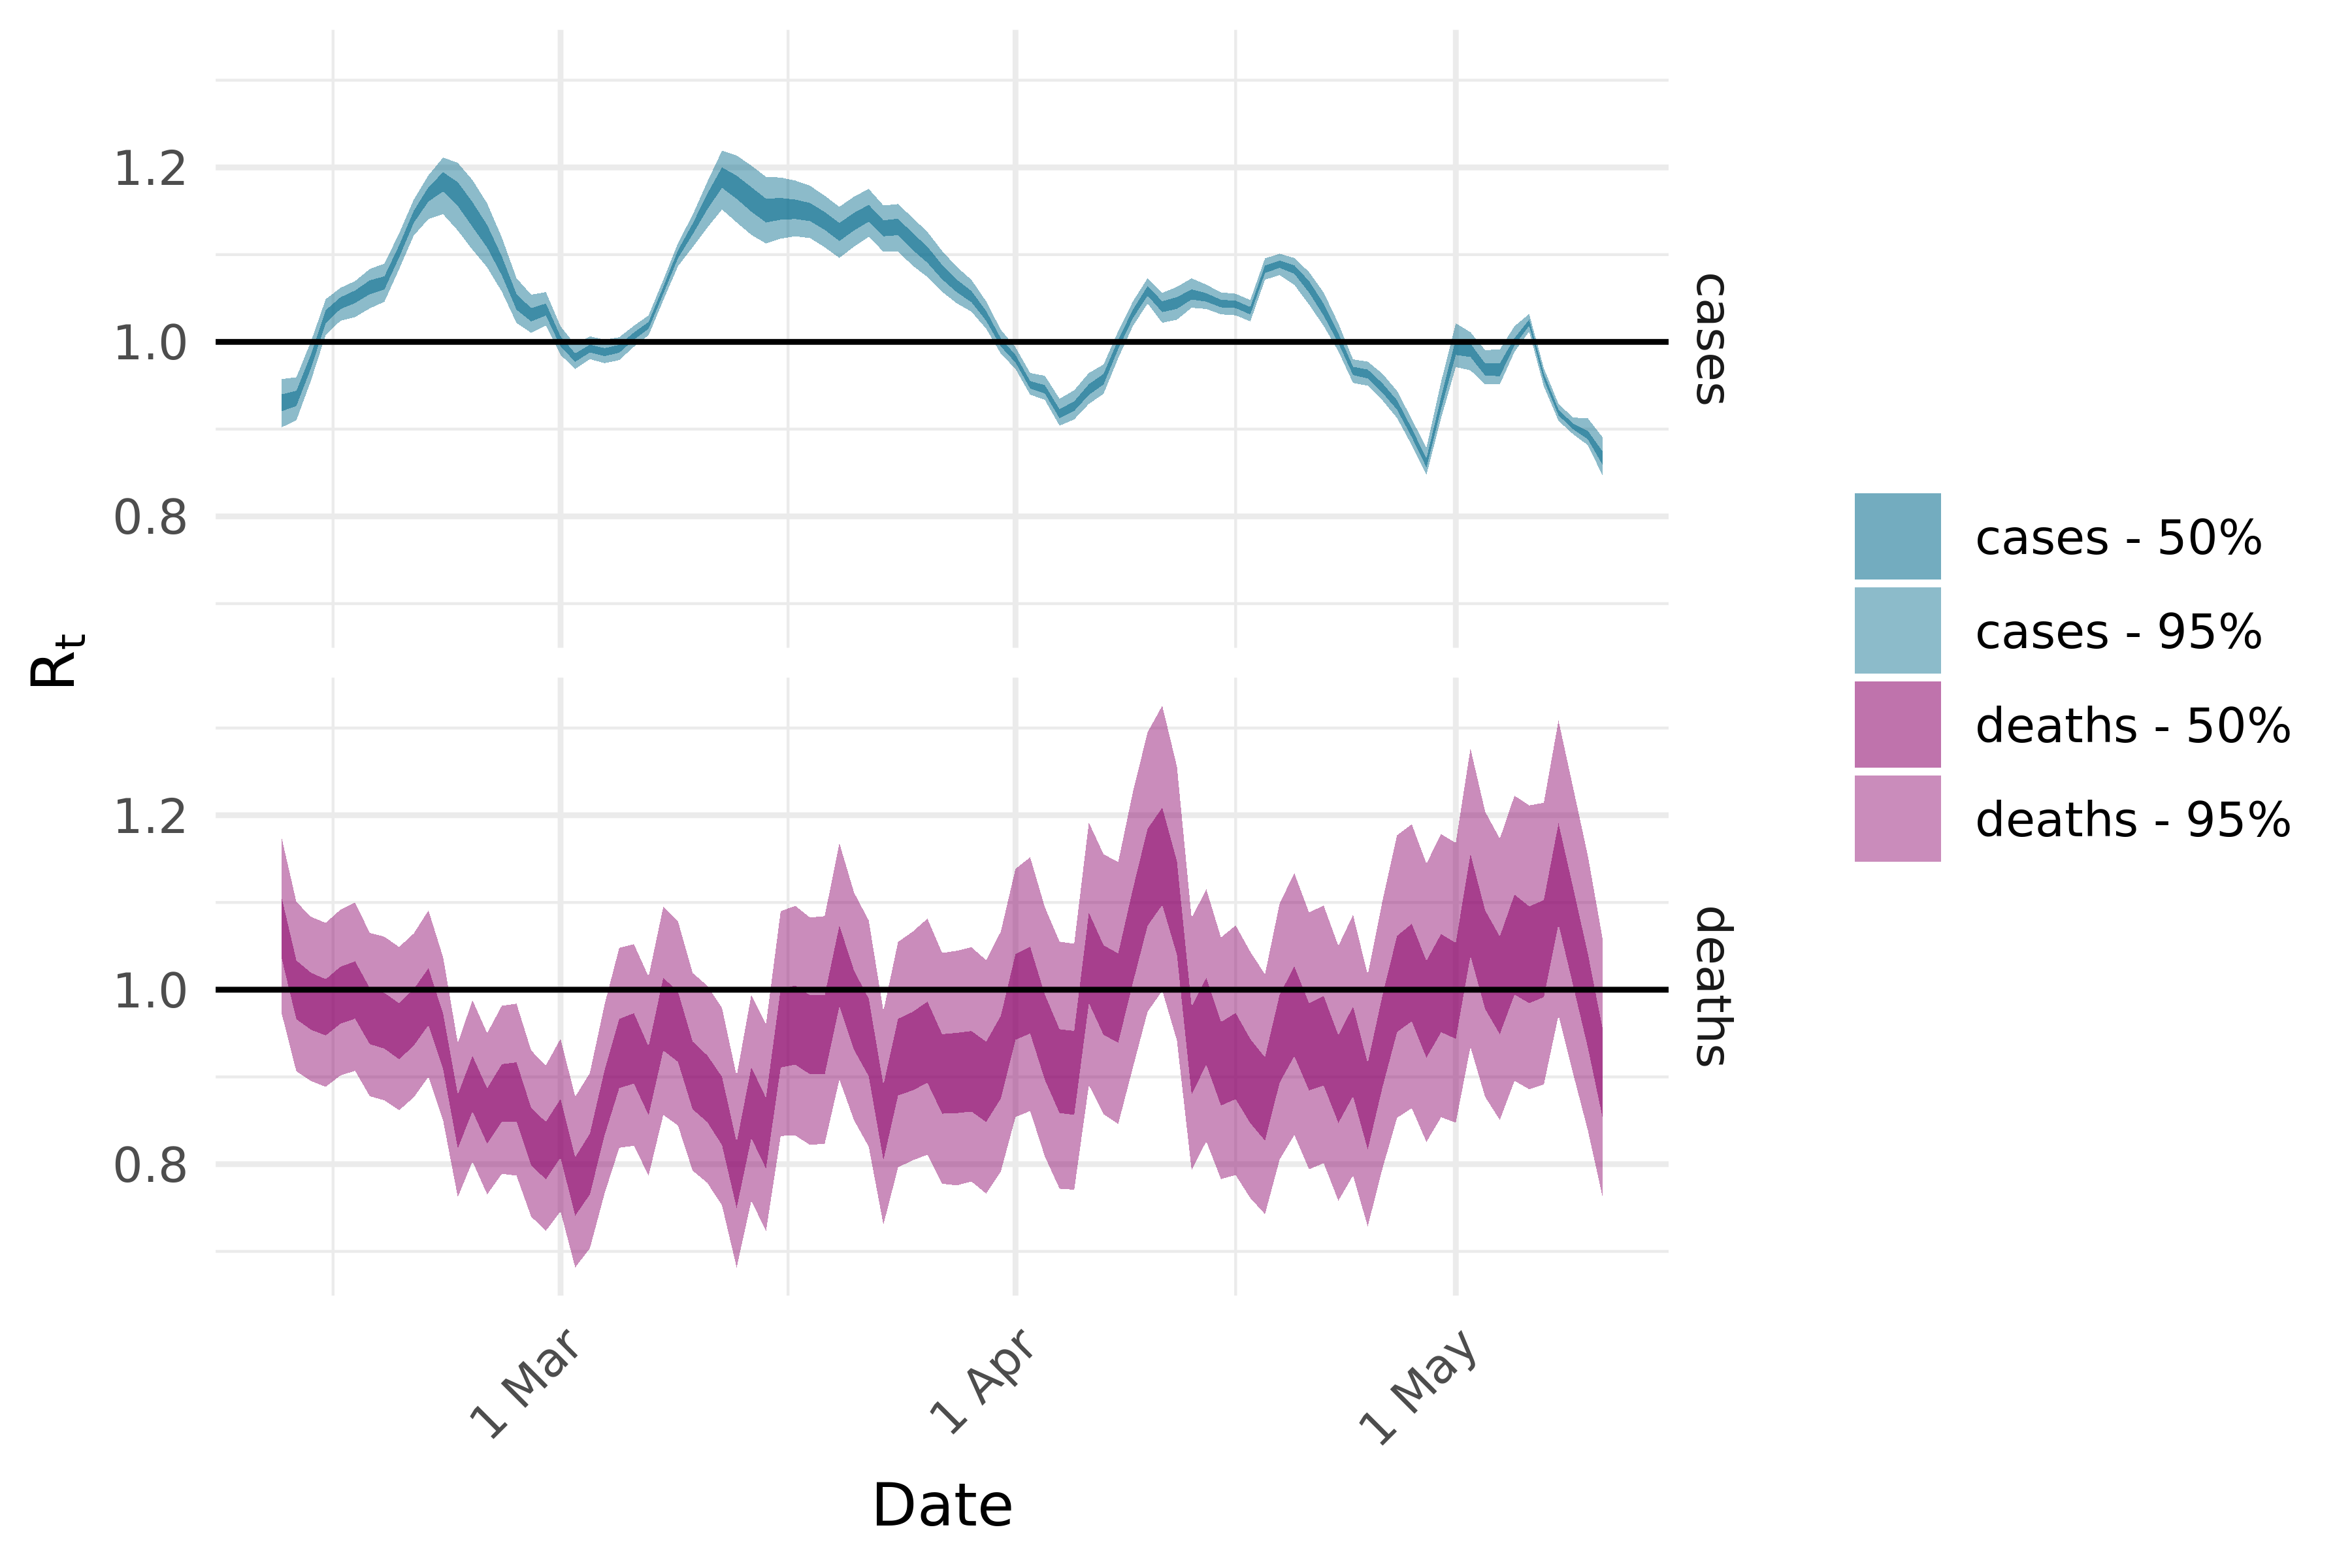 1.2
1.0
0.8
cases
Rt
1.2
1.0
0.8
deaths
1 Mar
1 Apr
1 May
Date
cases - 50%
cases - 95%
deaths - 50%
deaths - 95%